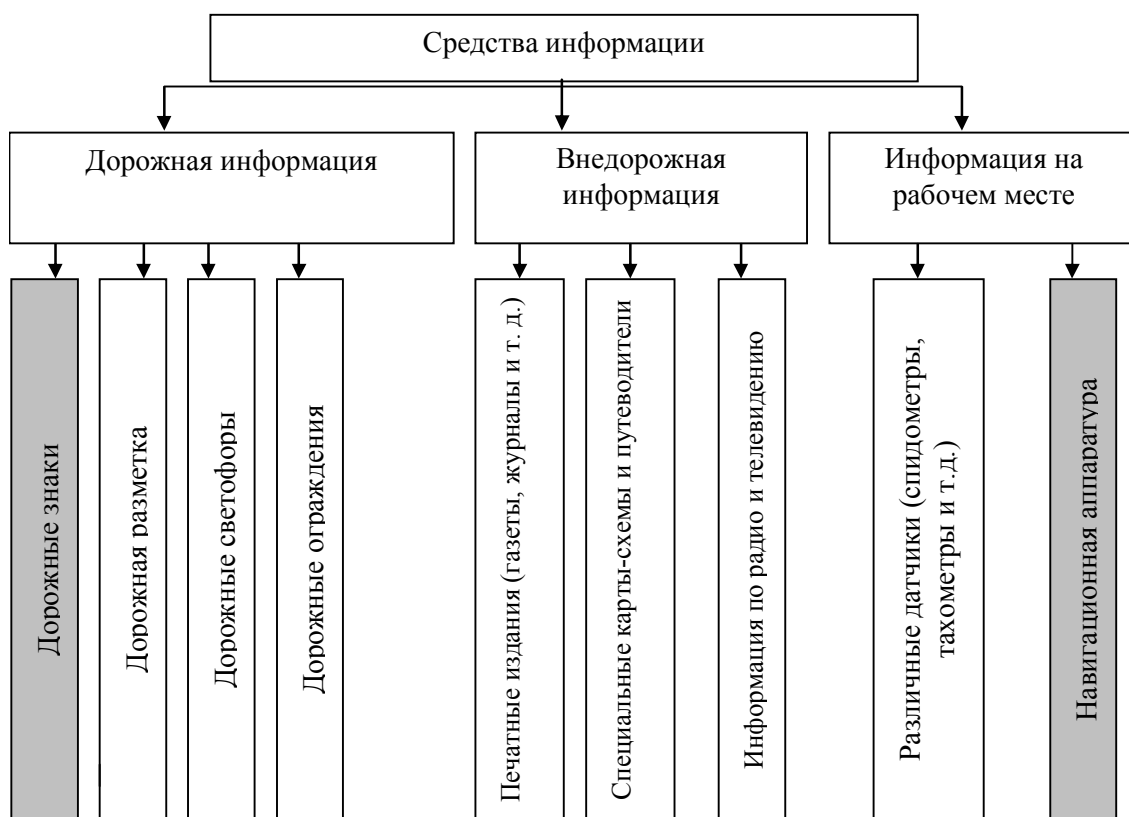 Средства информации
Дорожная информация
Внедорожная
информация
Информация на
рабочем месте
Дорожные знаки
Дорожная разметка
Дорожные светофоры
Дорожные ограждения
Печатные издания (газеты, журналы и т. д.)
Специальные карты-схемы и путеводители
Информация по радио и телевидению
Различные датчики (спидометры,
тахометры и т.д.)
Навигационная аппаратура